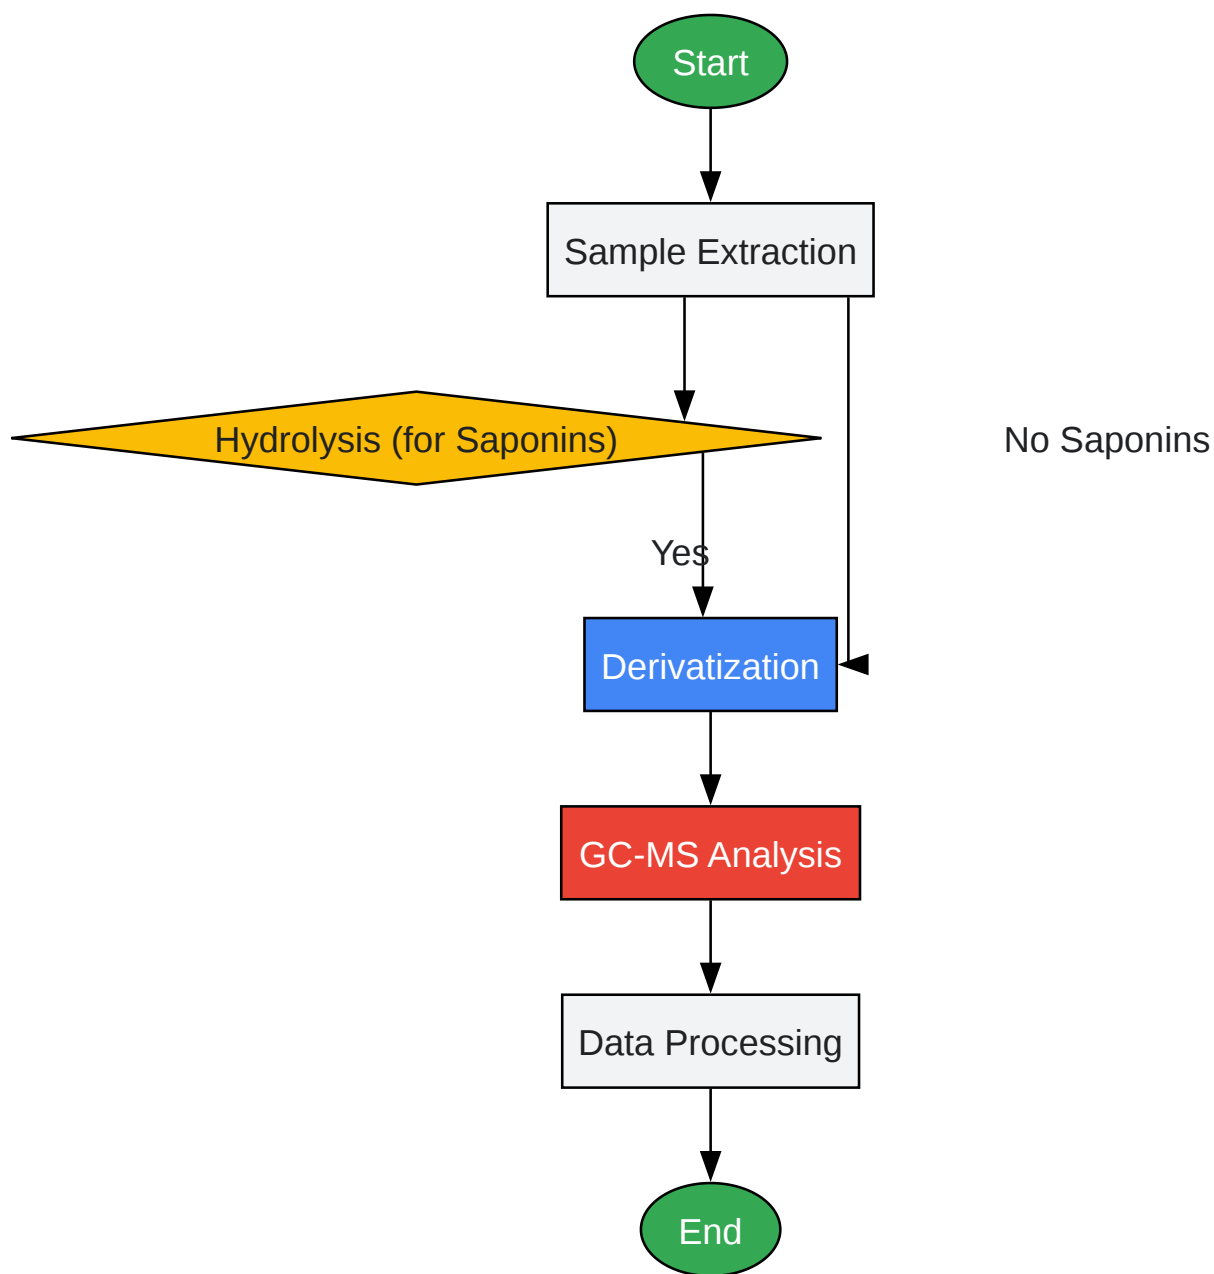 Start
Sample Extraction
Hydrolysis (for Saponins)
No Saponins
Yes
Derivatization
GC-MS Analysis
Data Processing
End